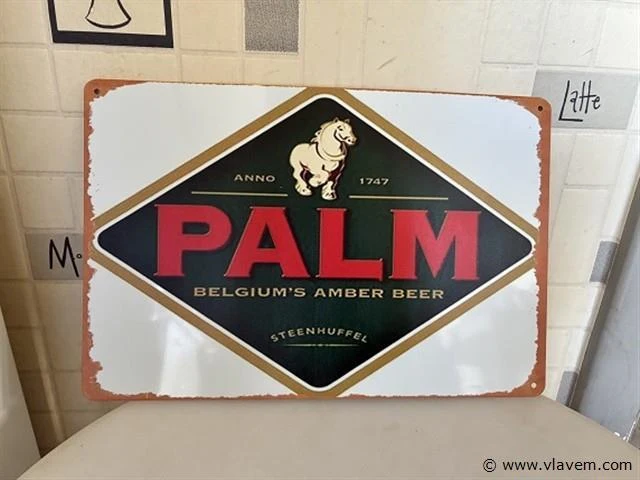 Latte
ANNO 1747
PALM
BELGIUM'S AMBER BEER
STEENHUFFEL
© www.vlavem.com